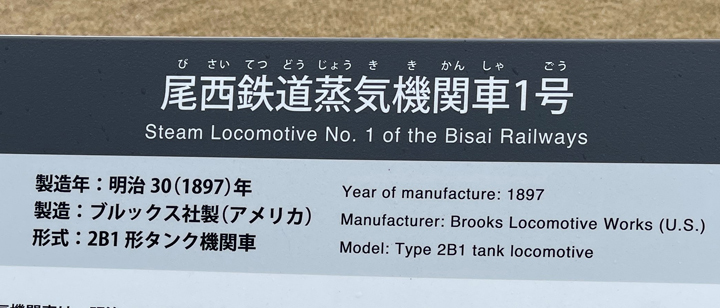 びさいてつどうじょうききかんしゃ ごう
尾西鉄道蒸気機関車1号
Steam Locomotive No. 1 of the Bisai Railways
製造年：明治 30（1897）年
製造：ブルックス社製（アメリカ）
形式：2B1 形タンク機関車
Year of manufacture: 1897
Manufacturer: Brooks Locomotive Works (U.S.)
Model: Type 2B1 tank locomotive